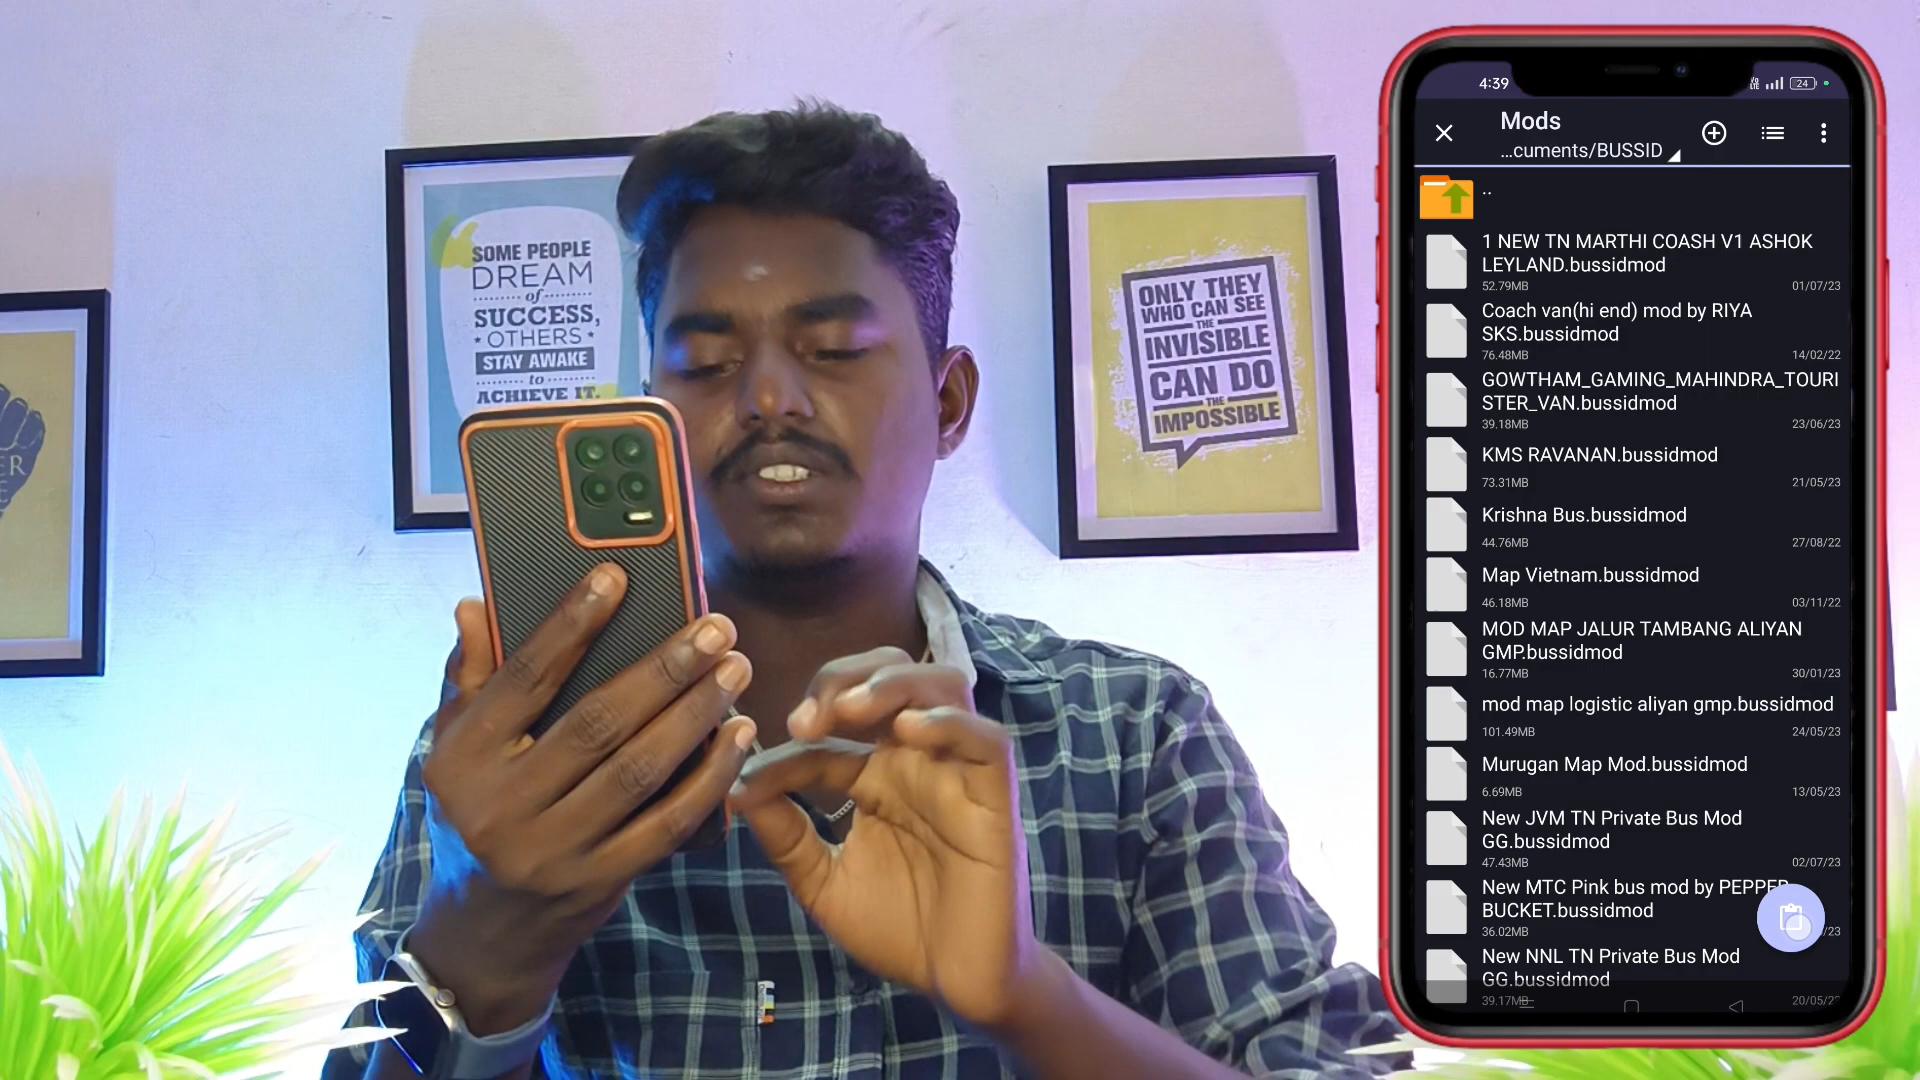 ER
SOME PEOPLE
DREAM
of
SUCCESS,
OTHERS
STAY AWAKE
to
ACHIEVE IT.
ONLY THEY
WHO CAN SEE
THE
INVISIBLE
CAN DO
THE
IMPOSSIBLE
4:39
24
Mods
...cuments/BUSSID
..
1 NEW TN MARTHI COASH V1 ASHOK
LEYLAND.bussidmod
52.79MB 01/07/23
Coach van(hi end) mod by RIYA
SKS.bussidmod
76.48MB 14/02/22
GOWTHAM_GAMING_MAHINDRA_TOURI
STER_VAN.bussidmod
39.18MB 23/06/23
KMS RAVANAN.bussidmod
73.31MB 21/05/23
Krishna Bus.bussidmod
44.76MB 27/08/22
Map Vietnam.bussidmod
46.18MB 03/11/22
MOD MAP JALUR TAMBANG ALIYAN
GMP.bussidmod
16.77MB 30/01/23
mod map logistic aliyan gmp.bussidmod
101.49MB 24/05/23
Murugan Map Mod.bussidmod
6.69MB 13/05/23
New JVM TN Private Bus Mod
GG.bussidmod
47.43MB 02/07/23
New MTC Pink bus mod by PEPPER
BUCKET.bussidmod
36.02MB /23
New NNL TN Private Bus Mod
GG.bussidmod
39.17MB